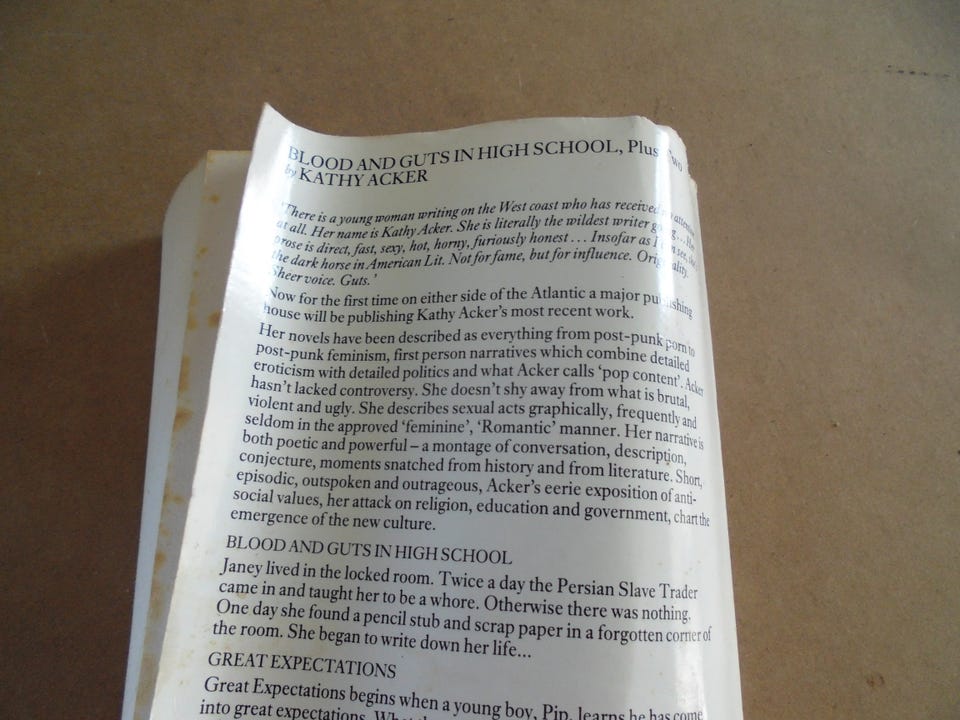 BLOOD AND GUTS IN HIGH SCHOOL, Plus Two
by KATHY ACKER
'There is a young woman writing on the West coast who has received
at all. Her name is Kathy Acker. She is literally the wildest writer
prose is direct, fast, sexy, hot, horny, furiously honest . . . Insofar as I
the dark horse in American Lit. Not for fame, but for influence. Originality.
Sheer voice. Guts.'
Now for the first time on either side of the Atlantic a major publishing
house will be publishing Kathy Acker's most recent work.
Her novels have been described as everything from post-punk porn to
post-punk feminism, first person narratives which combine detailed
eroticism with detailed politics and what Acker calls 'pop content'. Acker
hasn't lacked controversy. She doesn't shy away from what is brutal,
violent and ugly. She describes sexual acts graphically, frequently and
seldom in the approved 'feminine', 'Romantic' manner. Her narrative is
both poetic and powerful – a montage of conversation, description,
conjecture, moments snatched from history and from literature. Short,
episodic, outspoken and outrageous, Acker's eerie exposition of anti-
social values, her attack on religion, education and government, chart the
emergence of the new culture.
BLOOD AND GUTS IN HIGH SCHOOL
Janey lived in the locked room. Twice a day the Persian Slave Trader
came in and taught her to be a whore. Otherwise there was nothing.
One day she found a pencil stub and scrap paper in a forgotten corner of
the room. She began to write down her life...
GREAT EXPECTATIONS
Great Expectations begins when a young boy, Pip, learns he has come
into great expectations.